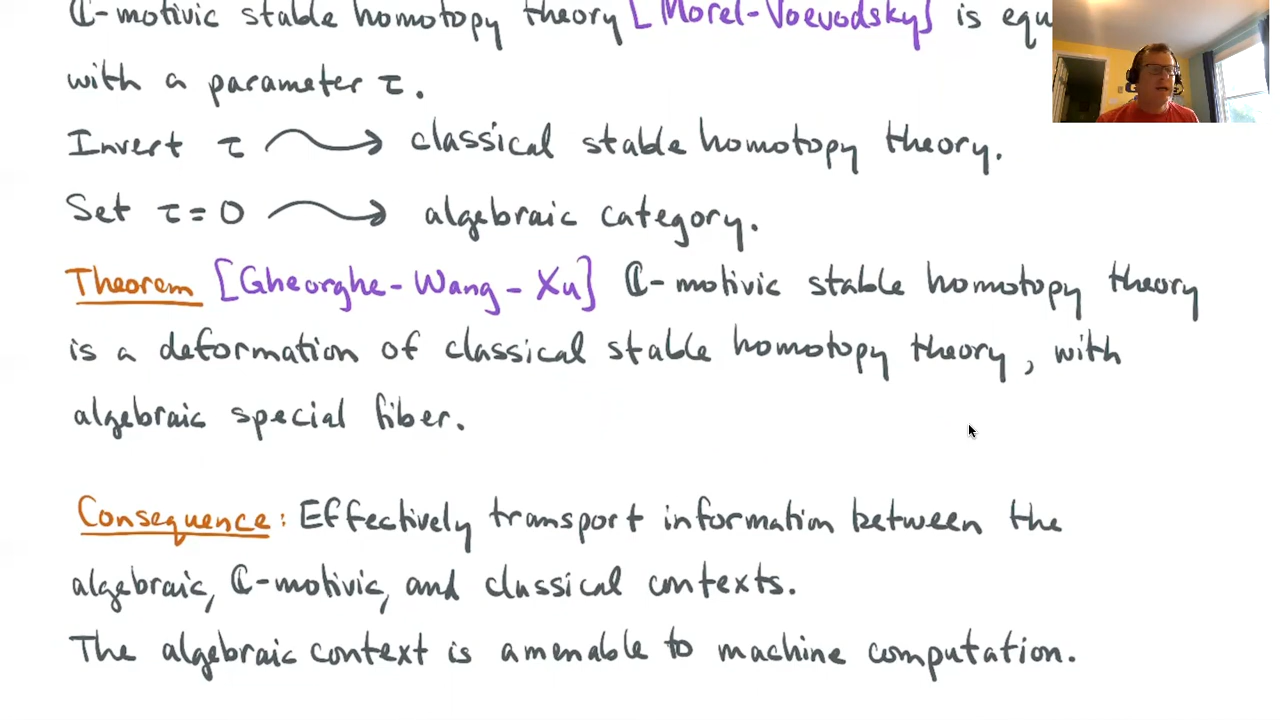 ℂ-motivic stable homotopy theory [Morel-Voevodsky] is equ
with a parameter τ.
Invert τ ⟿ classical stable homotopy theory.
Set τ=0 ⟿ algebraic category.
Theorem [Gheorghe-Wang-Xu] ℂ-motivic stable homotopy theory
is a deformation of classical stable homotopy theory, with
algebraic special fiber.
Consequence: Effectively transport information between the
algebraic, ℂ-motivic, and classical contexts.
The algebraic context is amenable to machine computation.